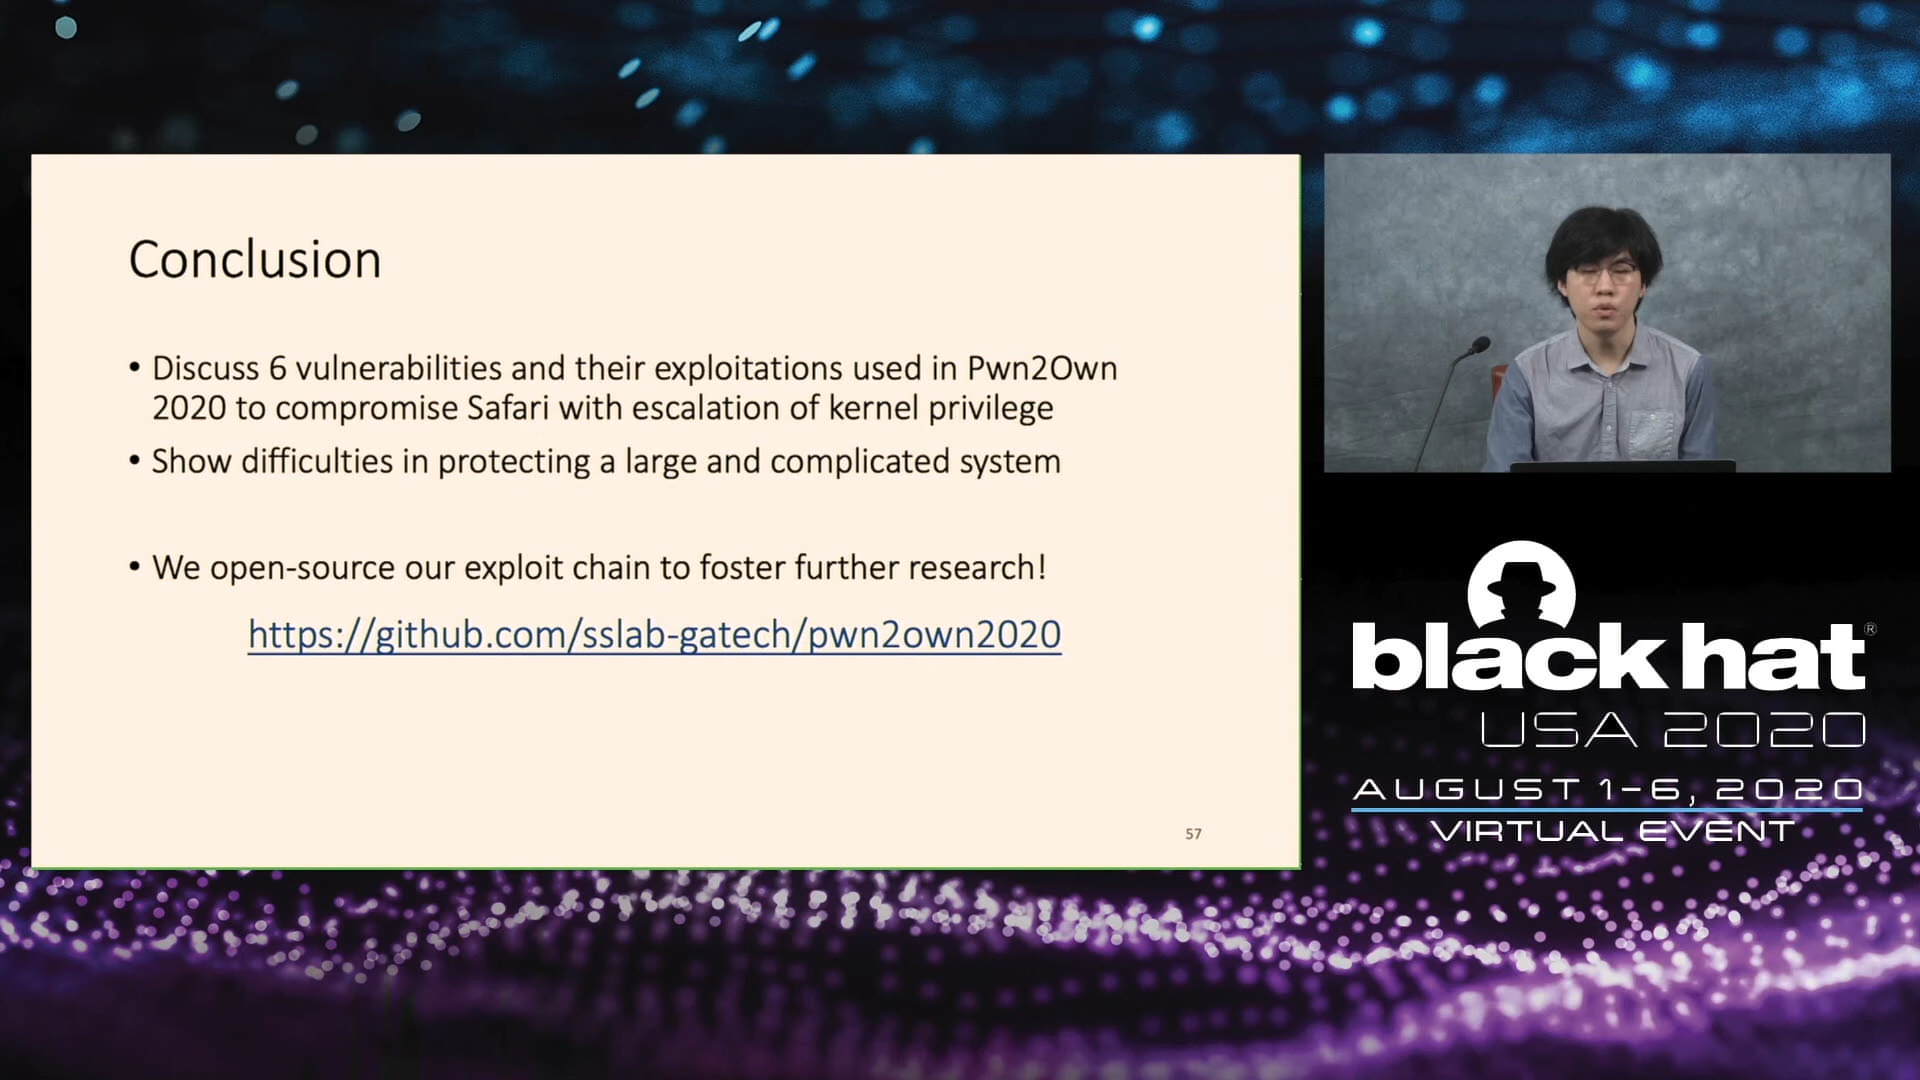 Conclusion
• Discuss 6 vulnerabilities and their exploitations used in Pwn2Own
2020 to compromise Safari with escalation of kernel privilege
• Show difficulties in protecting a large and complicated system
• We open-source our exploit chain to foster further research!
https://github.com/sslab-gatech/pwn2own2020
57
black hat®
USA 2020
AUGUST 1-6, 2020
VIRTUAL EVENT